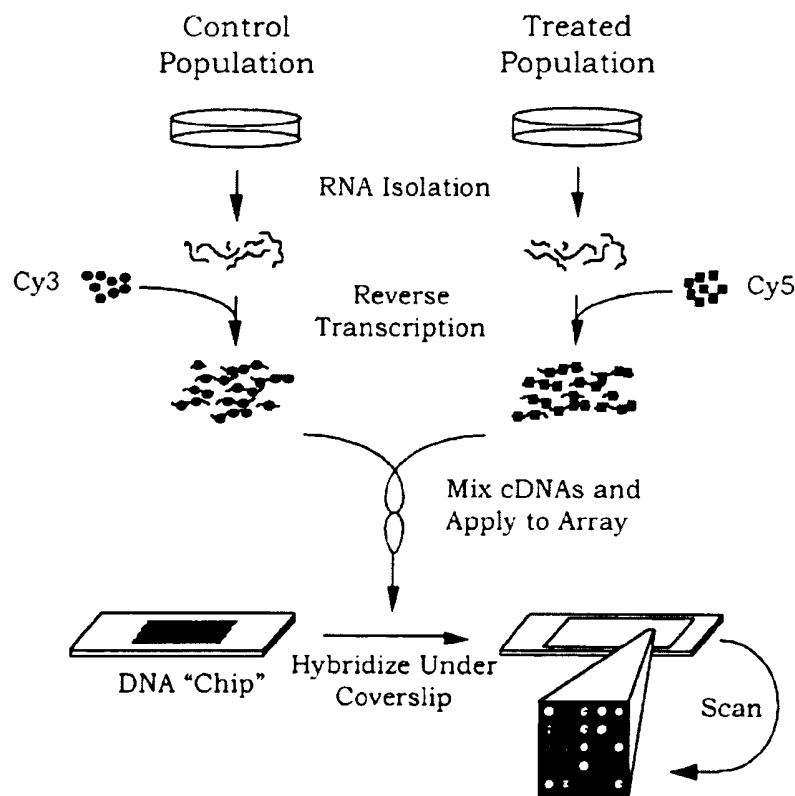 Control
Population
Treated
Population
RNA Isolation
Cy3
Reverse
Transcription
Cy5
Mix cDNAs and
Apply to Array
DNA "Chip"
Hybridize Under
Coverslip
Scan